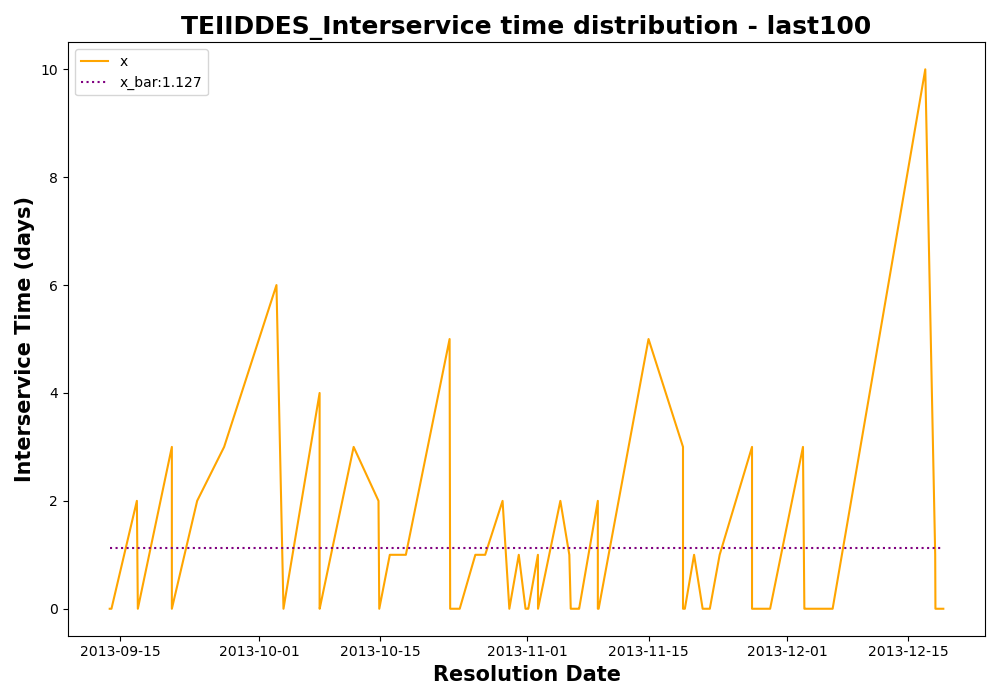 TEIIDDES_Interservice time distribution - last100
x
x_bar:1.127
Interservice Time (days)
10
8
6
4
2
0
2013-09-15 2013-10-01 2013-10-15 2013-11-01 2013-11-15 2013-12-01 2013-12-15
Resolution Date